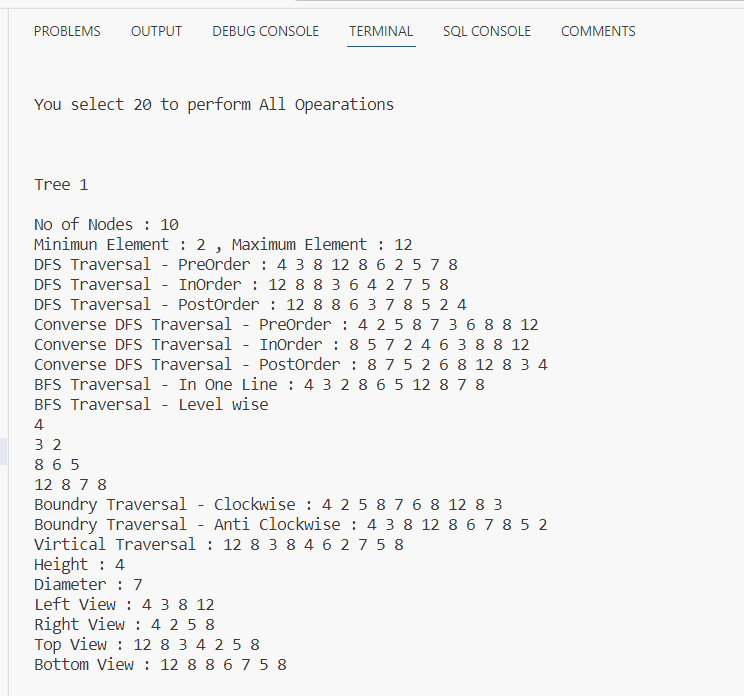 PROBLEMS OUTPUT DEBUG CONSOLE TERMINAL SQL CONSOLE COMMENTS
You select 20 to perform All Opearations
Tree 1
No of Nodes : 10
Minimun Element : 2 , Maximum Element : 12
DFS Traversal - PreOrder : 4 3 8 12 8 6 2 5 7 8
DFS Traversal - InOrder : 12 8 8 3 6 4 2 7 5 8
DFS Traversal - PostOrder : 12 8 8 6 3 7 8 5 2 4
Converse DFS Traversal - PreOrder : 4 2 5 8 7 3 6 8 8 12
Converse DFS Traversal - InOrder : 8 5 7 2 4 6 3 8 8 12
Converse DFS Traversal - PostOrder : 8 7 5 2 6 8 12 8 3 4
BFS Traversal - In One Line : 4 3 2 8 6 5 12 8 7 8
BFS Traversal - Level wise
4
3 2
8 6 5
12 8 7 8
Boundry Traversal - Clockwise : 4 2 5 8 7 6 8 12 8 3
Boundry Traversal - Anti Clockwise : 4 3 8 12 8 6 7 8 5 2
Virtical Traversal : 12 8 3 8 4 6 2 7 5 8
Height : 4
Diameter : 7
Left View : 4 3 8 12
Right View : 4 2 5 8
Top View : 12 8 3 4 2 5 8
Bottom View : 12 8 8 6 7 5 8